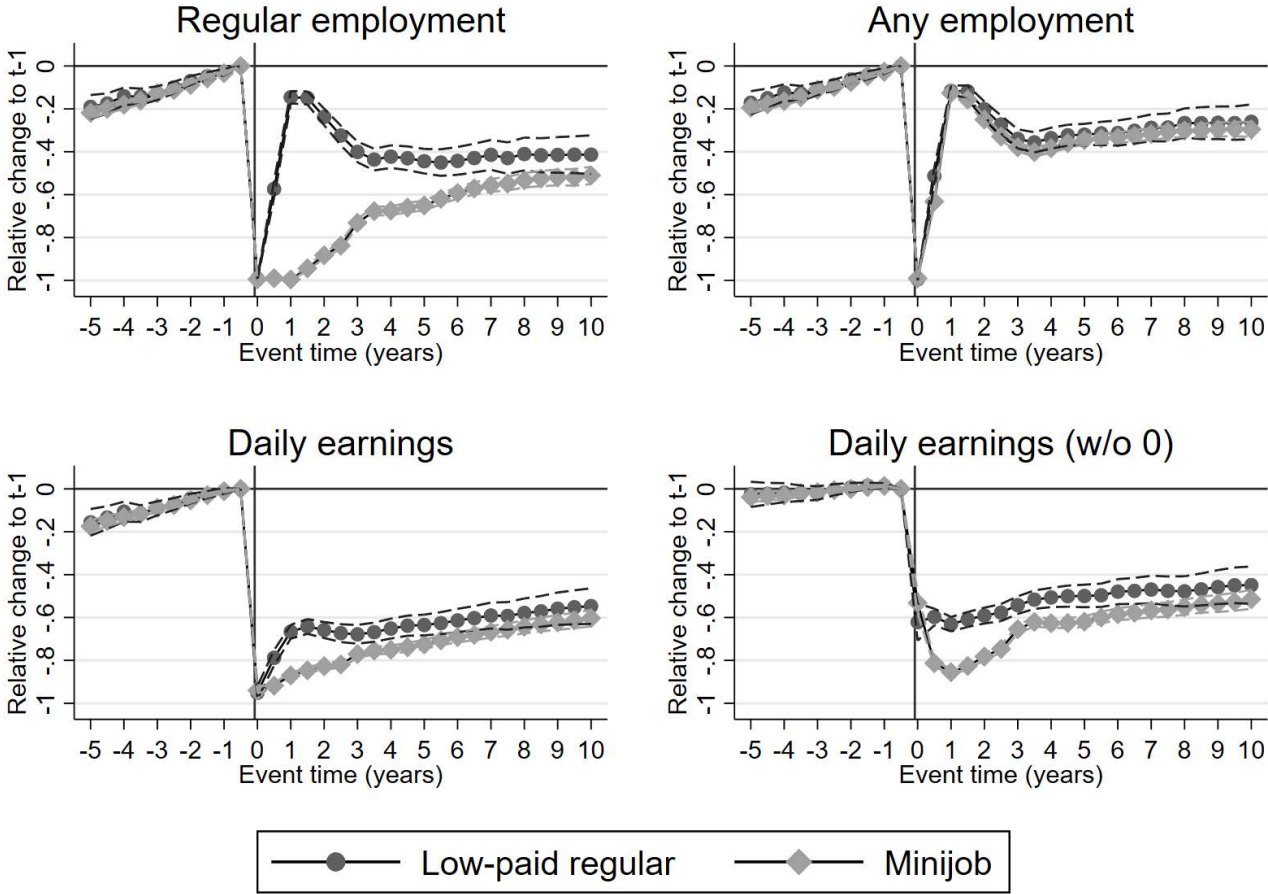 Regular employment
Relative change to t-1
0
-.2
-.4
-.6
-.8
-1
-5 -4 -3 -2 -1 0 1 2 3 4 5 6 7 8 9 10
Event time (years)
Any employment
Relative change to t-1
0
-.2
-.4
-.6
-.8
-1
-5 -4 -3 -2 -1 0 1 2 3 4 5 6 7 8 9 10
Event time (years)
Daily earnings
Relative change to t-1
0
-.2
-.4
-.6
-.8
-1
-5 -4 -3 -2 -1 0 1 2 3 4 5 6 7 8 9 10
Event time (years)
Daily earnings (w/o 0)
Relative change to t-1
0
-.2
-.4
-.6
-.8
-1
-5 -4 -3 -2 -1 0 1 2 3 4 5 6 7 8 9 10
Event time (years)
Low-paid regular Minijob